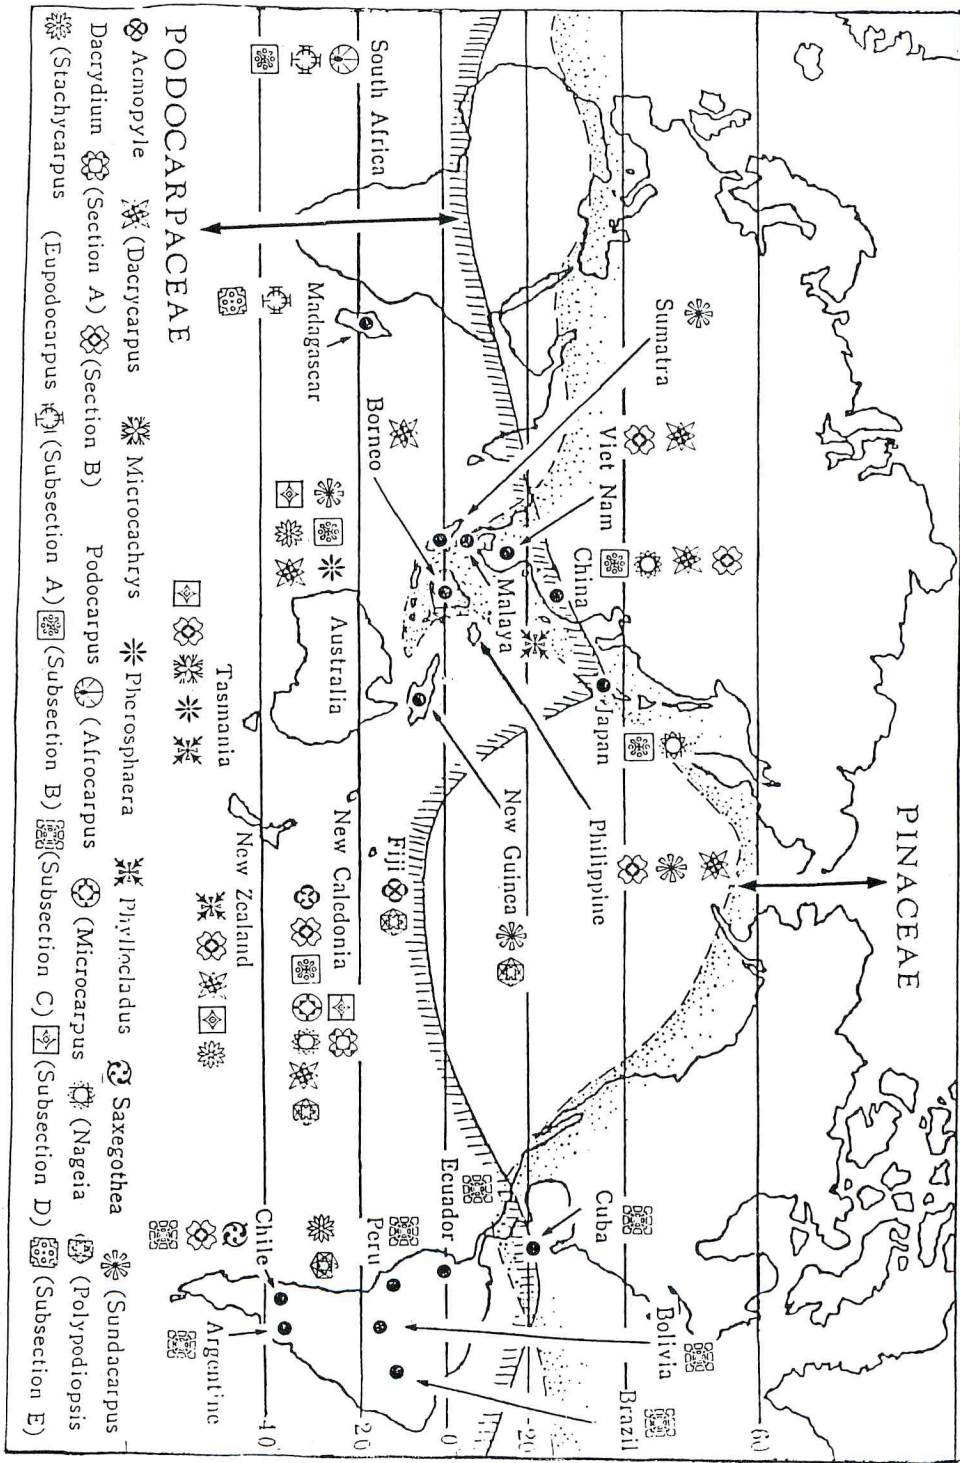 PINACEAE
60
Sumatra
Viet Nam
China
Japan
Philippine
Cuba
Bolivia
Brazil
Malaya
New Guinea
20
0
Ecuador
South Africa
Madagascar
Borneo
Australia
Fiji
New Caledonia
Peru
20
Tasmania
New Zealand
Chile
Argentine
40
PODOCARPACEAE
Acmopyle (Dacrycarpus Microcachrys Pherosphaera Phyllocladus Saxegothea (Sundacarpus
Dacrydium (Section A) (Section B) Podocarpus (Afrocarpus (Microcarpus (Nageia (Polypodiopsis
(Stachycarpus (Eupodocarpus (Subsection A) (Subsection B) (Subsection C) (Subsection D) (Subsection E)